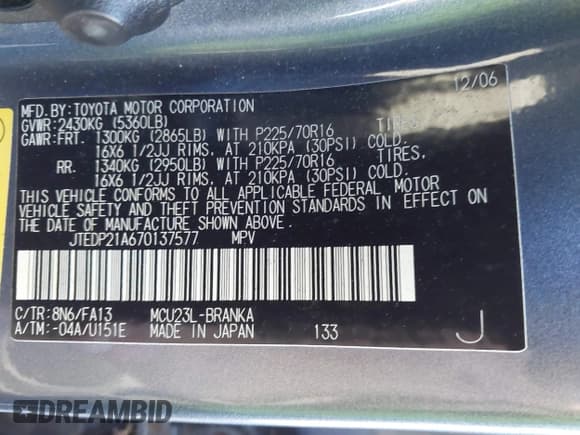 12/06
MFD.BY:TOYOTA MOTOR CORPORATION
GVWR:2430KG (5360LB)
GAWR:FRT. 1300KG (2865LB) WITH P225/70R16 TIRES,
16X6 1/2JJ RIMS, AT 210KPA (30PSI) COLD.
RR. 1340KG (2950LB) WITH P225/70R16 TIRES,
16X6 1/2JJ RIMS, AT 210KPA (30PSI) COLD.
THIS VEHICLE CONFORMS TO ALL APPLICABLE FEDERAL MOTOR
VEHICLE SAFETY AND THEFT PREVENTION STANDARDS IN EFFECT ON
THE DATE OF MANUFACTURE SHOWN ABOVE.
JTEDP21A670137577 MPV
C/TR:8N6/FA13 MCU23L-BRANKA
A/TM:-04A/U151E MADE IN JAPAN 133 J
DREAMBID